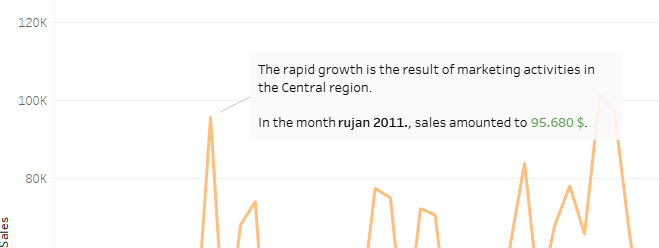 120K
The rapid growth is the result of marketing activities in
the Central region.
100K
In the month rujan 2011., sales amounted to 95.680 $.
80K
Sales